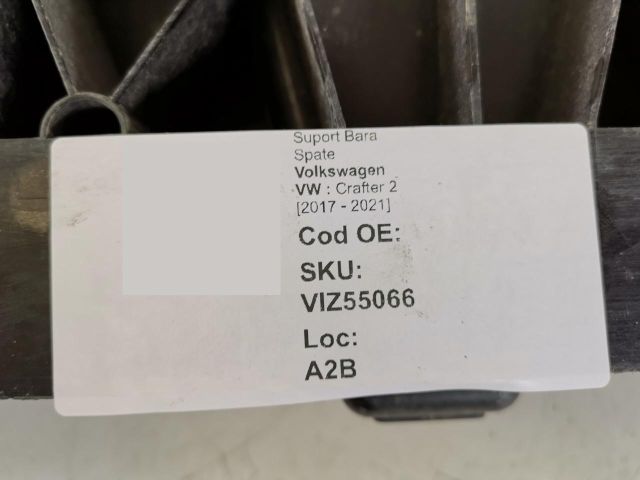 Suport Bara
Spate
Volkswagen
VW : Crafter 2
[2017 - 2021]
Cod OE:
SKU:
VIZ55066
Loc:
A2B